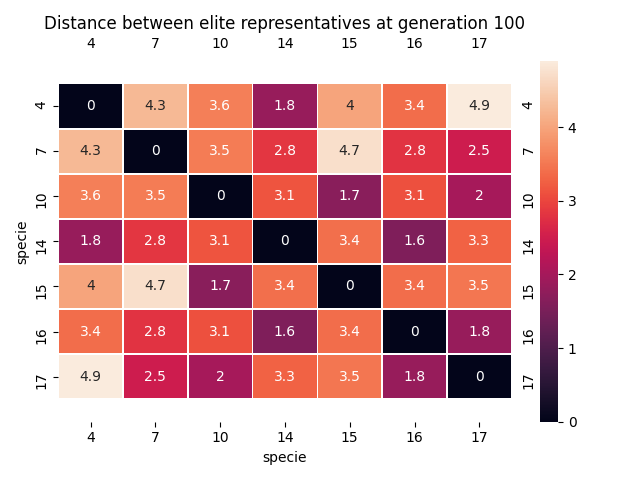 Distance between elite representatives at generation 100
4 7 10 14 15 16 17
4 0 4.3 3.6 1.8 4 3.4 4.9 4
7 4.3 0 3.5 2.8 4.7 2.8 2.5 7
10 3.6 3.5 0 3.1 1.7 3.1 2 10
14 1.8 2.8 3.1 0 3.4 1.6 3.3 14
15 4 4.7 1.7 3.4 0 3.4 3.5 15
16 3.4 2.8 3.1 1.6 3.4 0 1.8 16
17 4.9 2.5 2 3.3 3.5 1.8 0 17
specie
4 7 10 14 15 16 17
specie
4
3
2
1
0